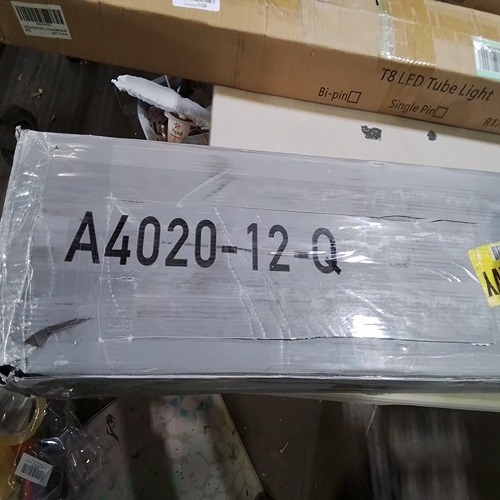 T8 LED Tube Light
Bi-pin
Single Pin
A4020-12-Q